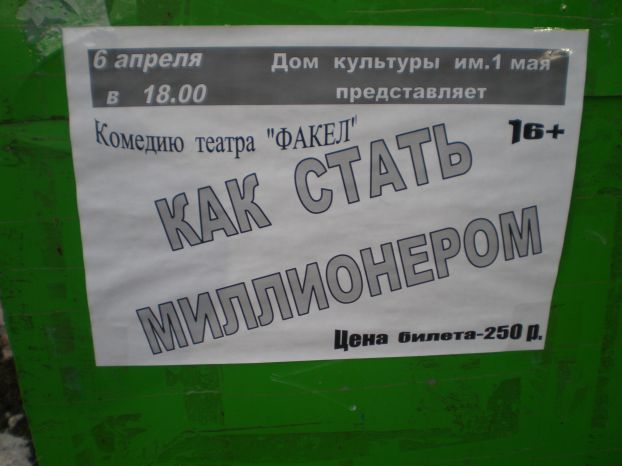 6 апреля Дом культуры им.1 мая
в 18.00 представляет
Комедию театра "ФАКЕЛ" 16+
КАК СТАТЬ
МИЛЛИОНЕРОМ
Цена билета-250 р.